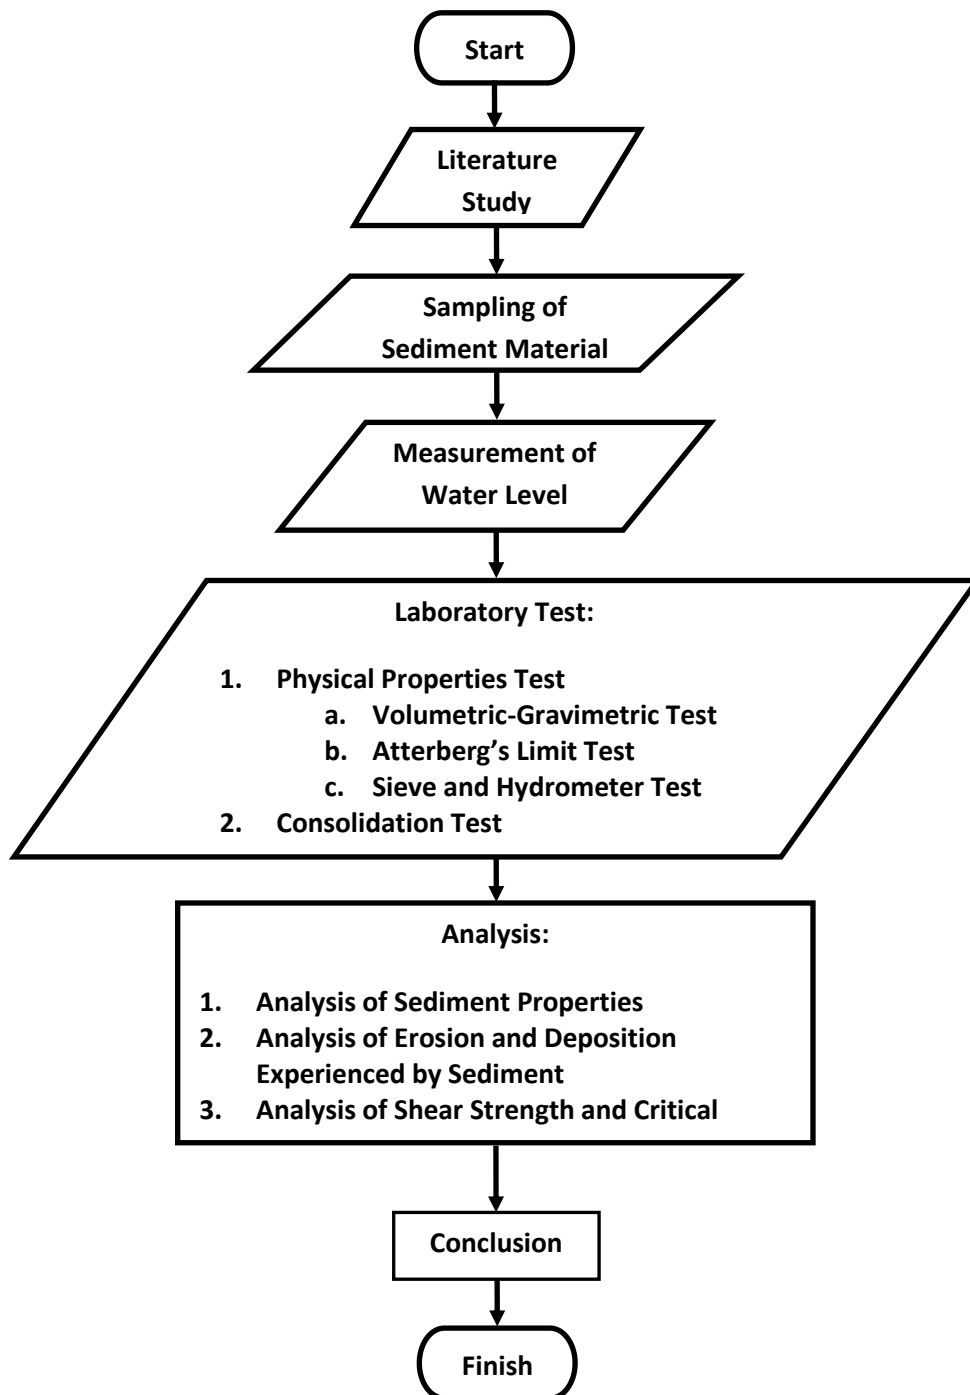 Start
Literature
Study
Sampling of
Sediment Material
Measurement of
Water Level
Laboratory Test:
1. Physical Properties Test
a. Volumetric-Gravimetric Test
b. Atterberg’s Limit Test
c. Sieve and Hydrometer Test
2. Consolidation Test
Analysis:
1. Analysis of Sediment Properties
2. Analysis of Erosion and Deposition
Experienced by Sediment
3. Analysis of Shear Strength and Critical
Conclusion
Finish